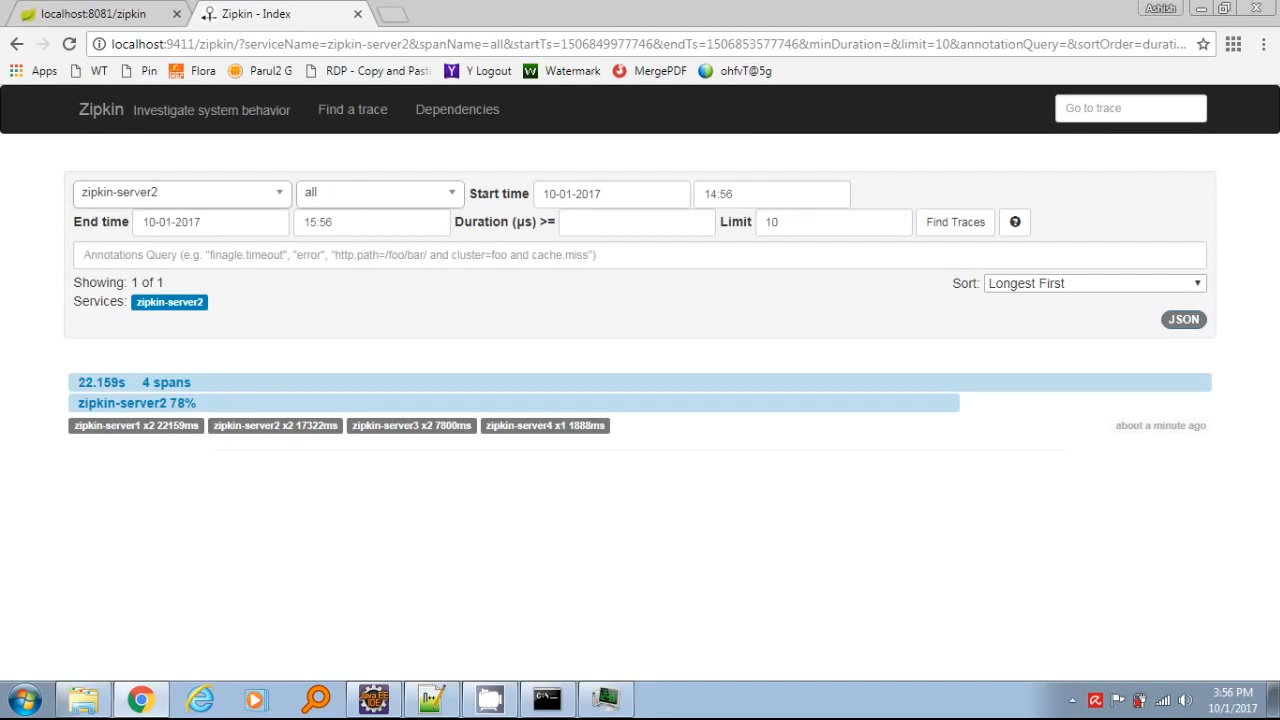 localhost:8081/zipkin
Zipkin - Index
Ashish
localhost:9411/zipkin/?serviceName=zipkin-server2&spanName=all&startTs=1506849977746&endTs=1506853577746&minDuration=&limit=10&annotationQuery=&sortOrder=durati...
Apps WT Pin Flora Parul2 G RDP - Copy and Past Y Logout Watermark MergePDF ohfvT@5g
Zipkin Investigate system behavior Find a trace Dependencies Go to trace
zipkin-server2 all Start time 10-01-2017 14:56
End time 10-01-2017 15:56 Duration (μs) >= Limit 10 Find Traces ?
Annotations Query (e.g. "finagle.timeout", "error", "http.path=/foo/bar/ and cluster=foo and cache.miss")
Showing: 1 of 1
Sort: Longest First
Services: zipkin-server2
JSON
22.159s 4 spans
zipkin-server2 78%
zipkin-server1 x2 22159ms zipkin-server2 x2 17322ms zipkin-server3 x2 7800ms zipkin-server4 x1 1888ms about a minute ago
3:56 PM
10/1/2017